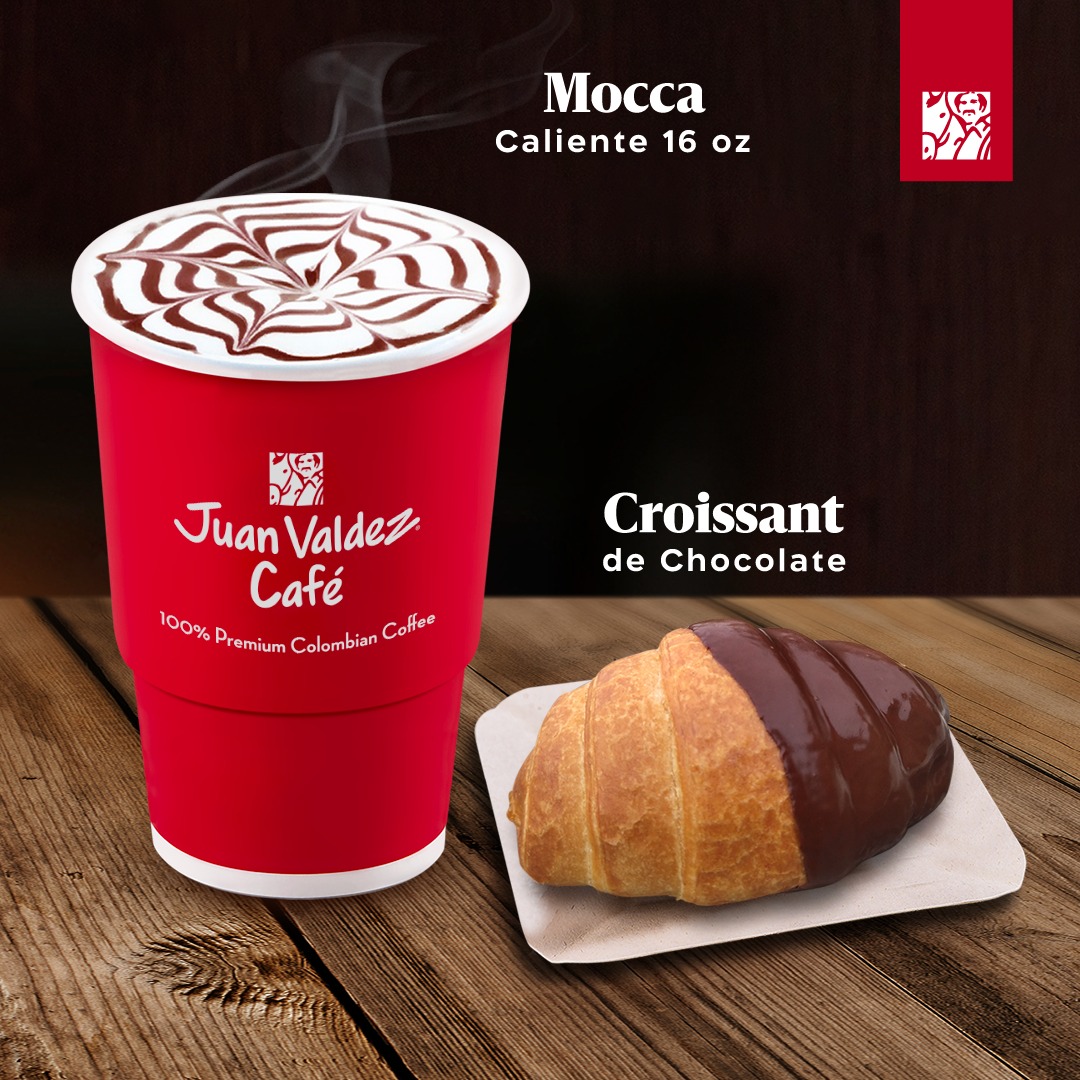 Mocca
Caliente 16 oz
Juan Valdez®
Café
100% Premium Colombian Coffee
Croissant
de Chocolate